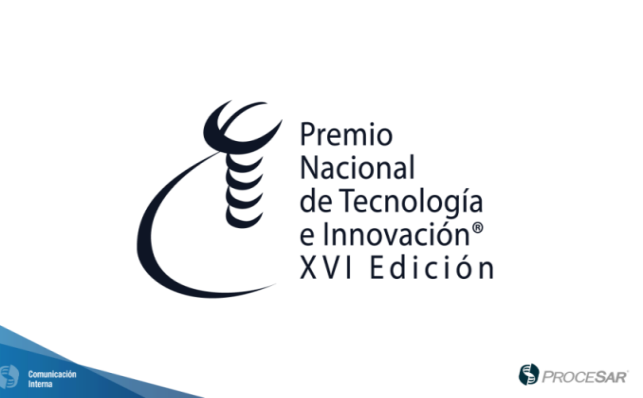 Premio
Nacional
de Tecnología
e Innovación®
XVI Edición
Comunicación
Interna
PROCESAR